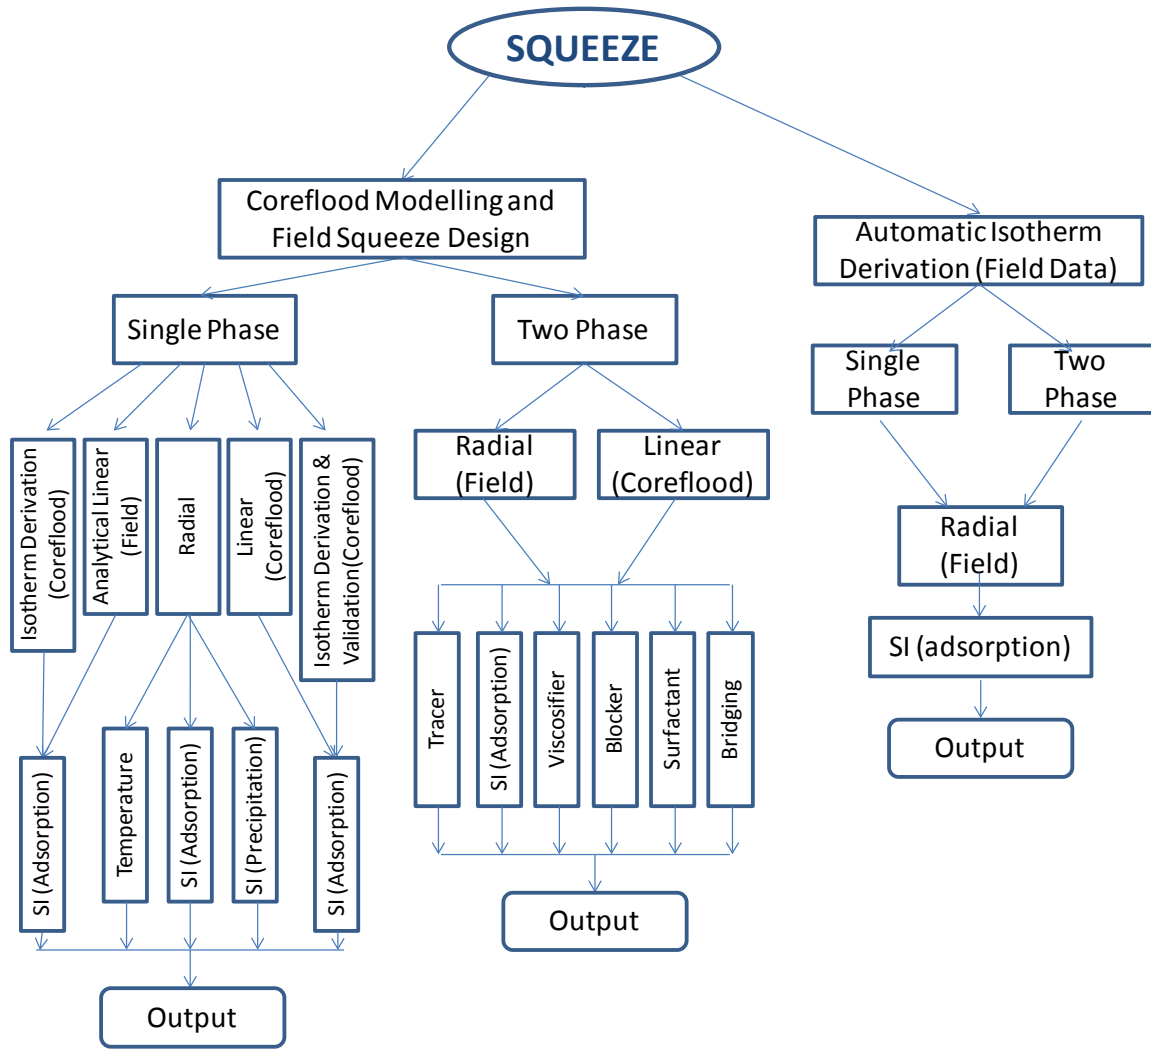 SQUEEZE
Coreflood Modelling and
Field Squeeze Design
Automatic Isotherm
Derivation (Field Data)
Single Phase
Two Phase
Single
Phase
Two
Phase
Isotherm Derivation
(Coreflood)
Analytical Linear
(Field)
Radial
Linear
(Coreflood)
Isotherm Derivation &
Validation(Coreflood)
Radial
(Field)
Linear
(Coreflood)
Radial
(Field)
SI (adsorption)
Output
Tracer
SI (Adsorption)
Viscosifier
Blocker
Surfactant
Bridging
SI (Adsorption)
Temperature
SI (Adsorption)
SI (Precipitation)
SI (Adsorption)
Output
Output